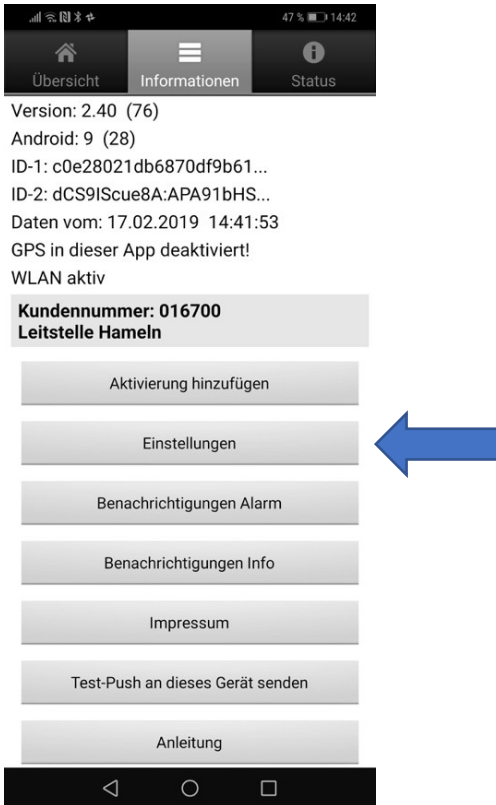 47 % 14:42
Übersicht Informationen Status
Version: 2.40 (76)
Android: 9 (28)
ID-1: c0e28021db6870df9b61...
ID-2: dCS9IScue8A:APA91bHS...
Daten vom: 17.02.2019 14:41:53
GPS in dieser App deaktiviert!
WLAN aktiv
Kundennummer: 016700
Leitstelle Hameln
Aktivierung hinzufügen
Einstellungen
Benachrichtigungen Alarm
Benachrichtigungen Info
Impressum
Test-Push an dieses Gerät senden
Anleitung